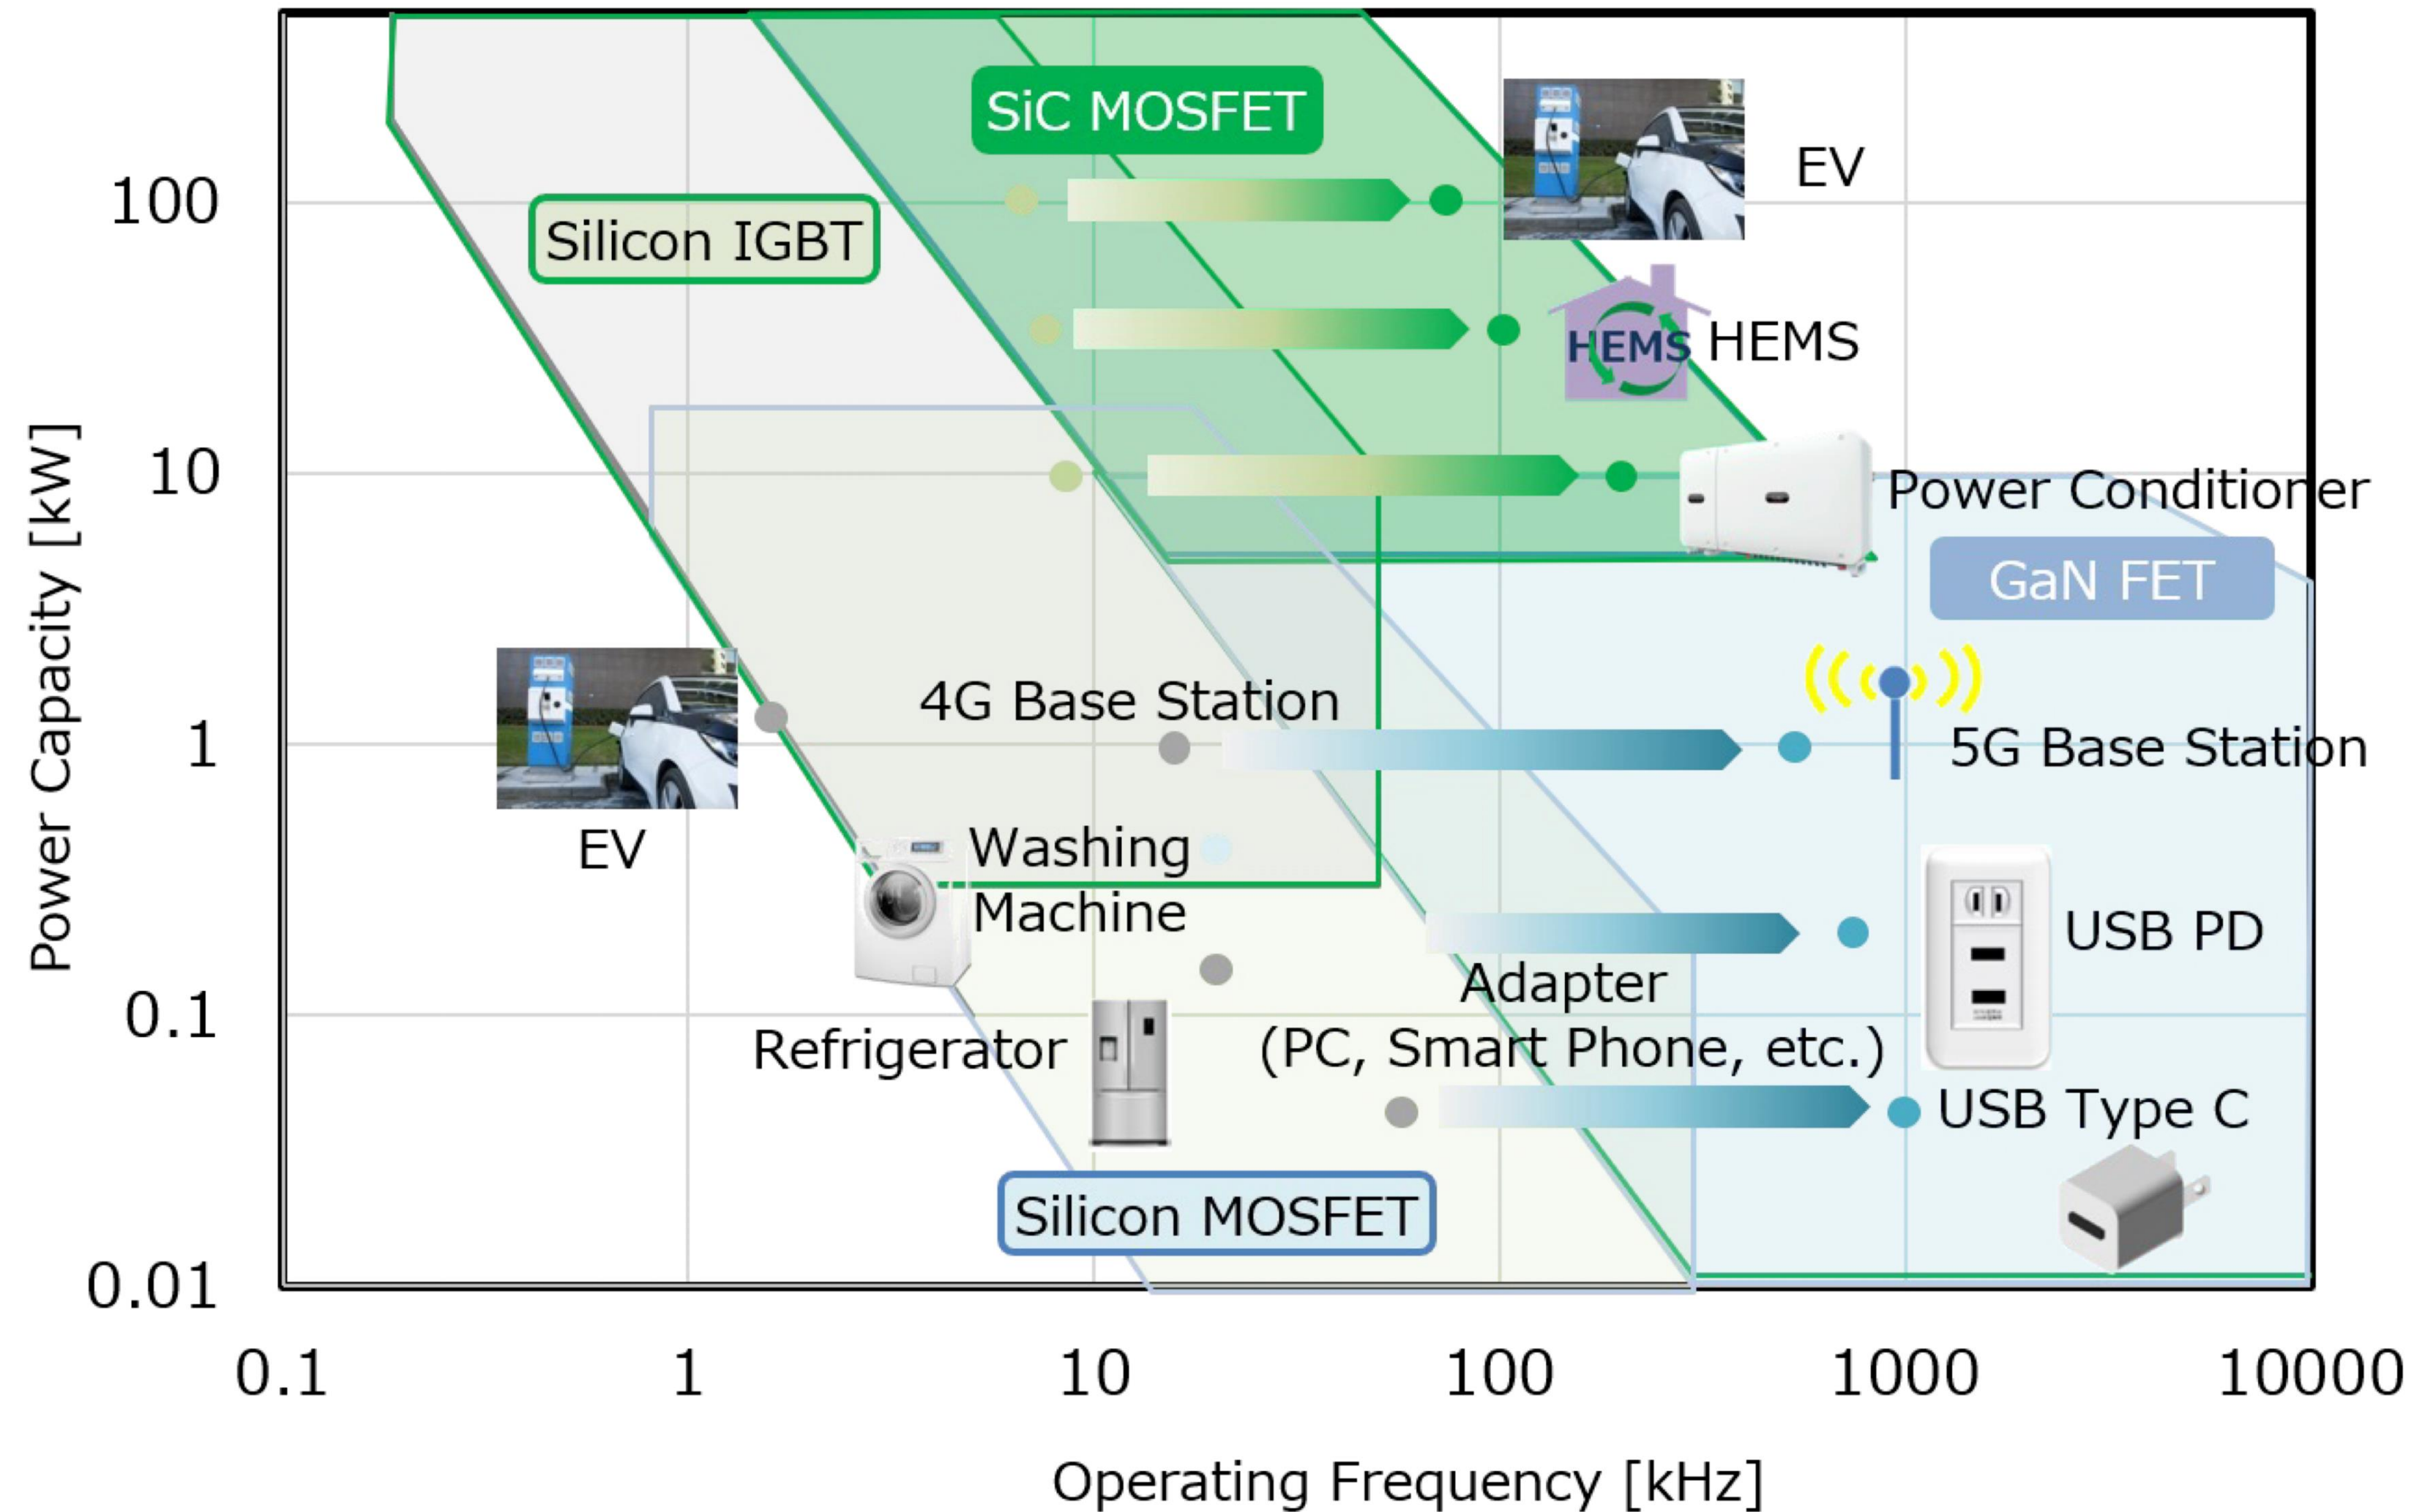 SiC MOSFET
EV
100
Silicon IGBT
HEMS
HEMS
10
Power Conditioner
GaN FET
Power Capacity [kW]
4G Base Station
1
5G Base Station
EV
Washing
Machine
USB PD
Adapter
0.1
Refrigerator
(PC, Smart Phone, etc.)
USB Type C
Silicon MOSFET
0.01
0.1
1
10
100
1000
10000
Operating Frequency [kHz]